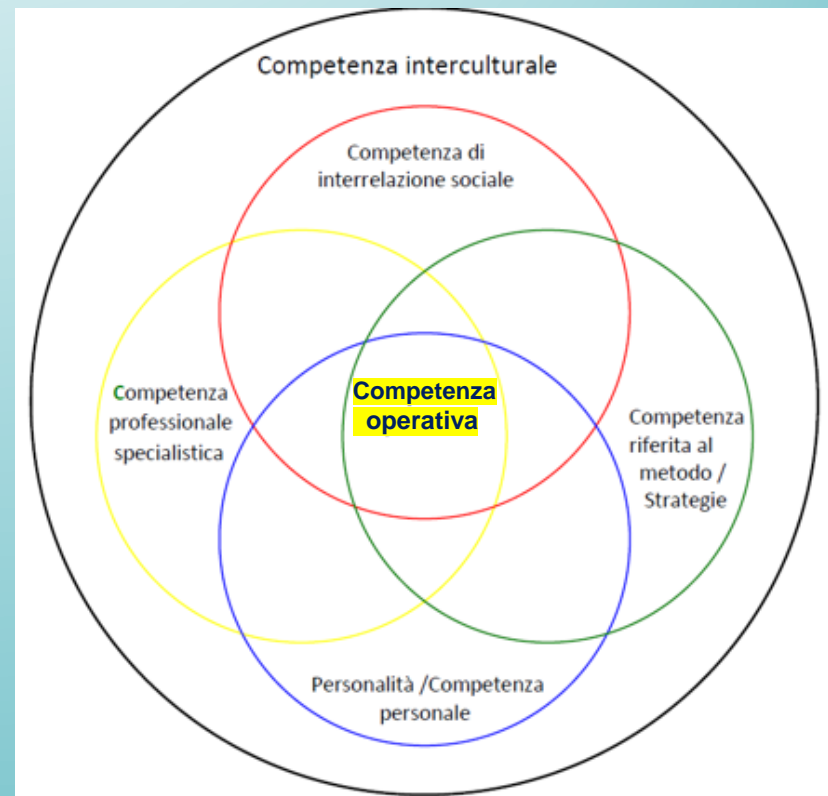 Competenza interculturale
Competenza di
interrelazione sociale
Competenza
professionale
specialistica
Competenza
operativa
Competenza
riferita al
metodo /
Strategie
Personalità /Competenza
personale